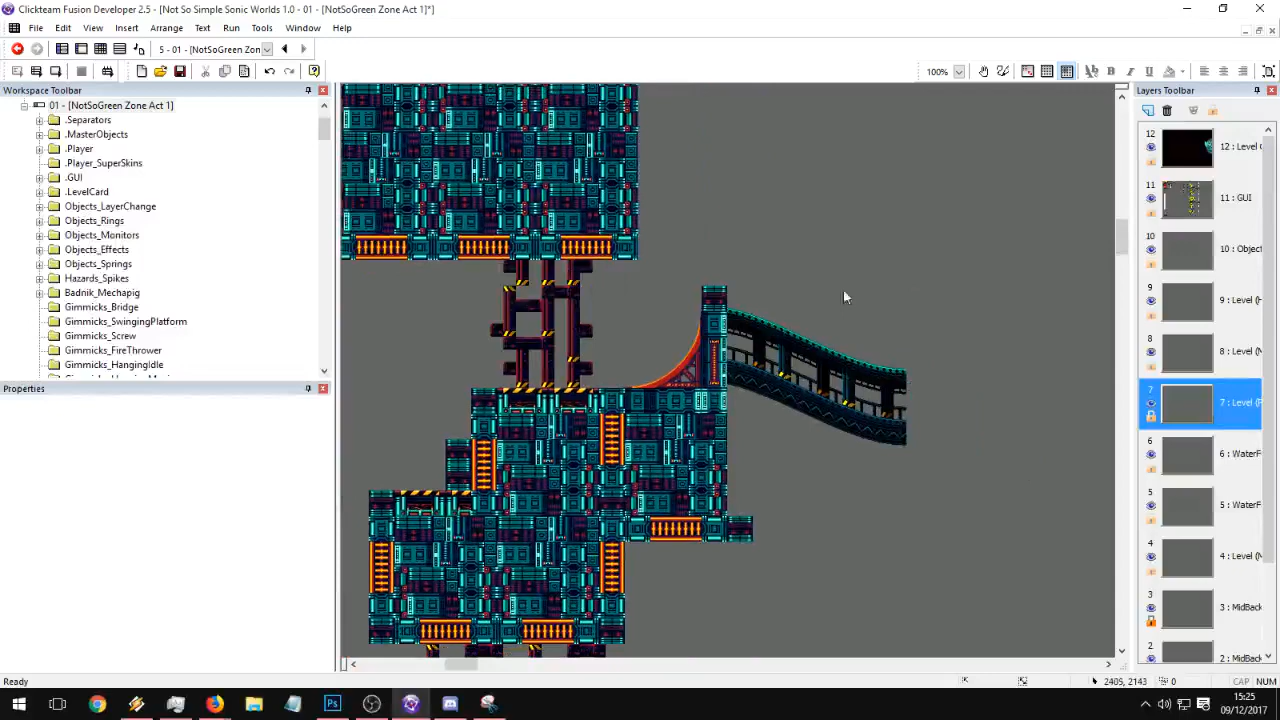 Clickteam Fusion Developer 2.5 - [Not So Simple Sonic Worlds 1.0 - 01 - [NotSoGreen Zone Act 1]*]
File Edit View Insert Arrange Text Run Tools Window Help
5 - 01 - [NotSoGreen Zon
100%
Workspace Toolbar
01 - [NotSoGreen Zone Act 1]
.Separetors
.MasterObjects
.Player
.Player_SuperSkins
.GUI
.LevelCard
Objects_LayerChange
Objects_Rings
Objects_Monitors
Objects_Effects
Objects_Springs
Hazards_Spikes
Badnik_Mechapig
Gimmicks_Bridge
Gimmicks_SwingingPlatform
Gimmicks_Screw
Gimmicks_FireThrower
Gimmicks_HangingIdle
Properties
Layers Toolbar
12 12 : Level
11 11 : GUI
10 10 : Object
9 9 : Level
8 8 : Level
7 7 : Level
6 6 : WaterF
5 5 : WaterF
4 4 : Level
3 3 : MidBack
2 2 : MidBack
Ready
2405, 2143
0
CAP NUM
15:25
09/12/2017